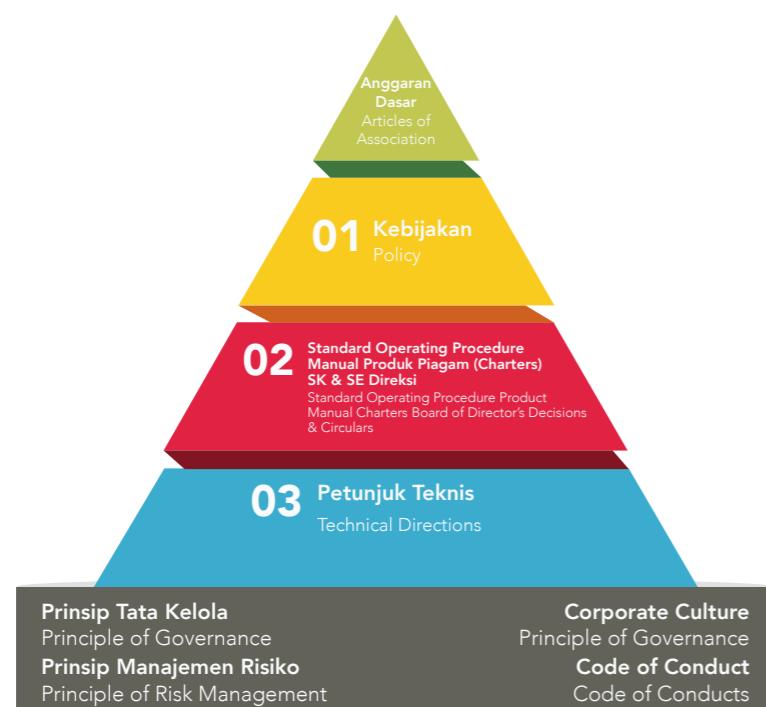 Anggaran
Dasar
Articles of
Association
01
Kebijakan
Policy
02
Standard Operating Procedure
Manual Produk Piagam (Charters)
SK & SE Direksi
Standard Operating Procedure Product
Manual Charters Board of Director's Decisions
& Circulars
03
Petunjuk Teknis
Technical Directions
Prinsip Tata Kelola
Principle of Governance
Prinsip Manajemen Risiko
Principle of Risk Management
Corporate Culture
Principle of Governance
Code of Conduct
Code of Conducts